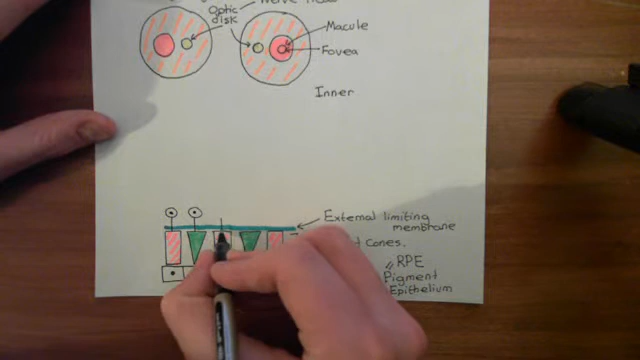 Optic
disk
Macule
Fovea
Inner
External limiting
membrane
Cones.
RPE
Pigment
Epithelium